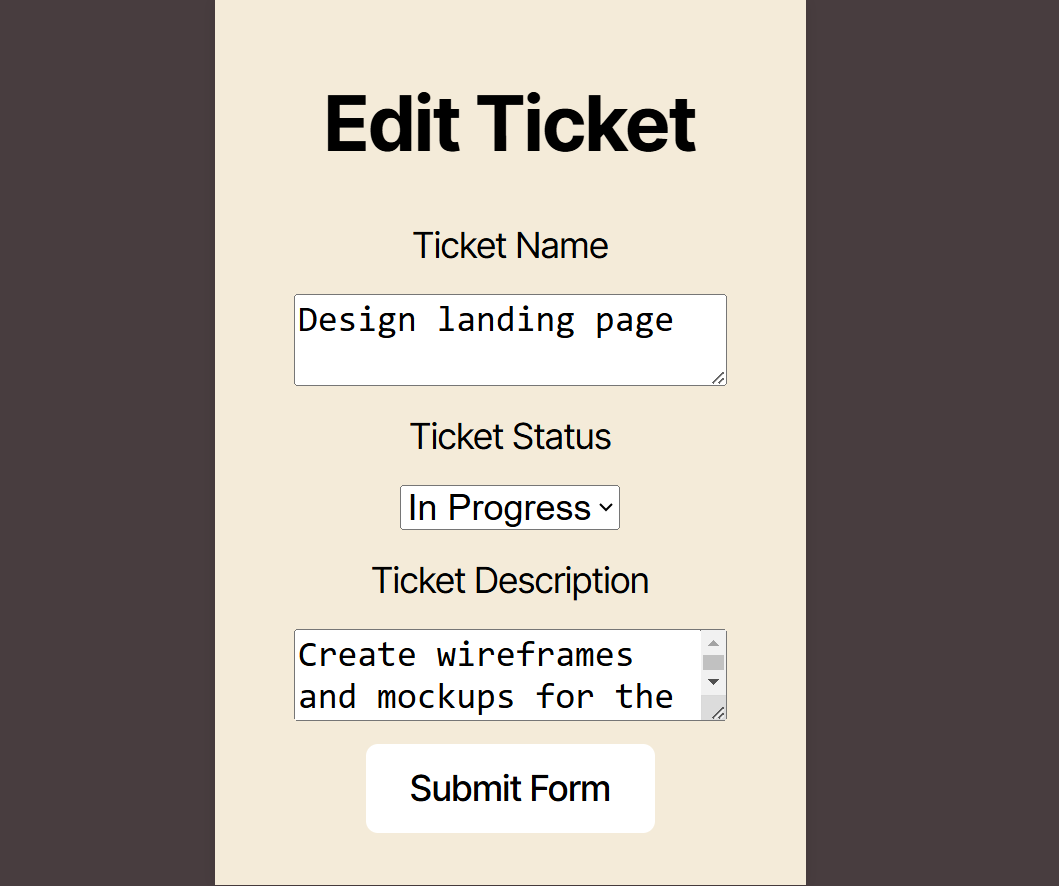 Edit Ticket
Ticket Name
Design landing page
Ticket Status
In Progress
Ticket Description
Create wireframes
and mockups for the
Submit Form